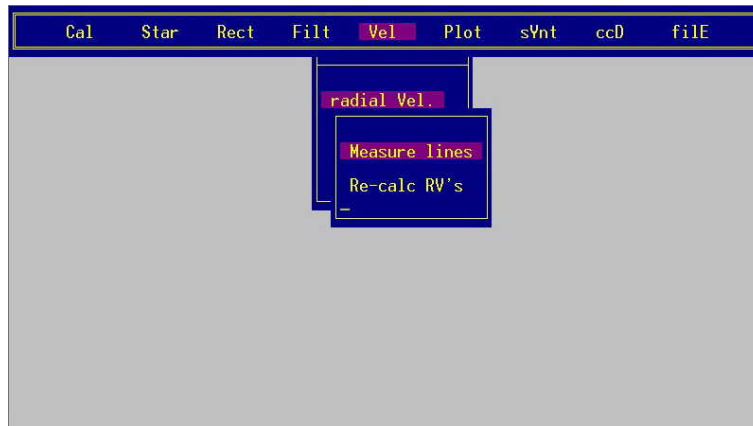 Cal Star Rect Filt Vel Plot sYnt ccD filE
radial Vel.
Measure lines
Re-calc RV's